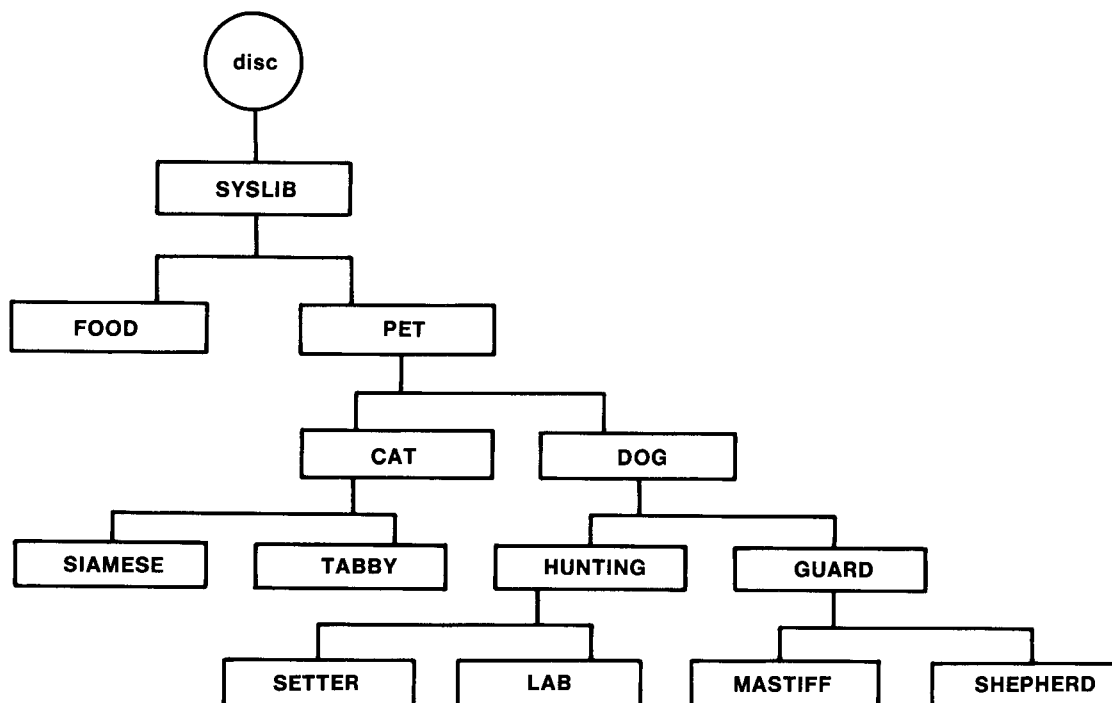 disc
SYSLIB
FOOD
PET
CAT
DOG
SIAMESE
TABBY
HUNTING
GUARD
SETTER
LAB
MASTIFF
SHEPHERD